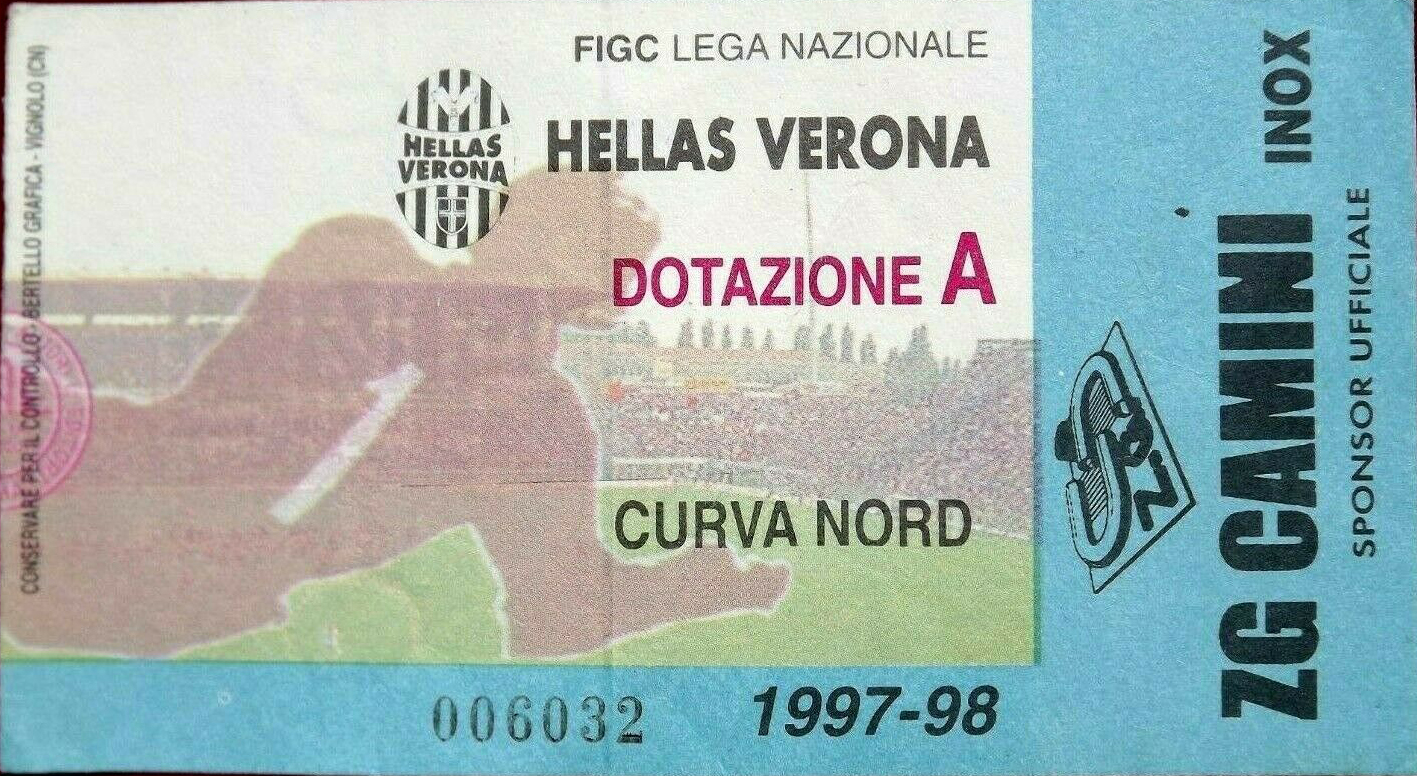 FIGC LEGA NAZIONALE
HELLAS
VERONA
HELLAS VERONA
DOTAZIONE A
CURVA NORD
006032
1997-98
CONSERVARE PER IL CONTROLLO - BERTELLO GRAFICA - VIGNOLO (CN)
ZG CAMINI INOX
SPONSOR UFFICIALE